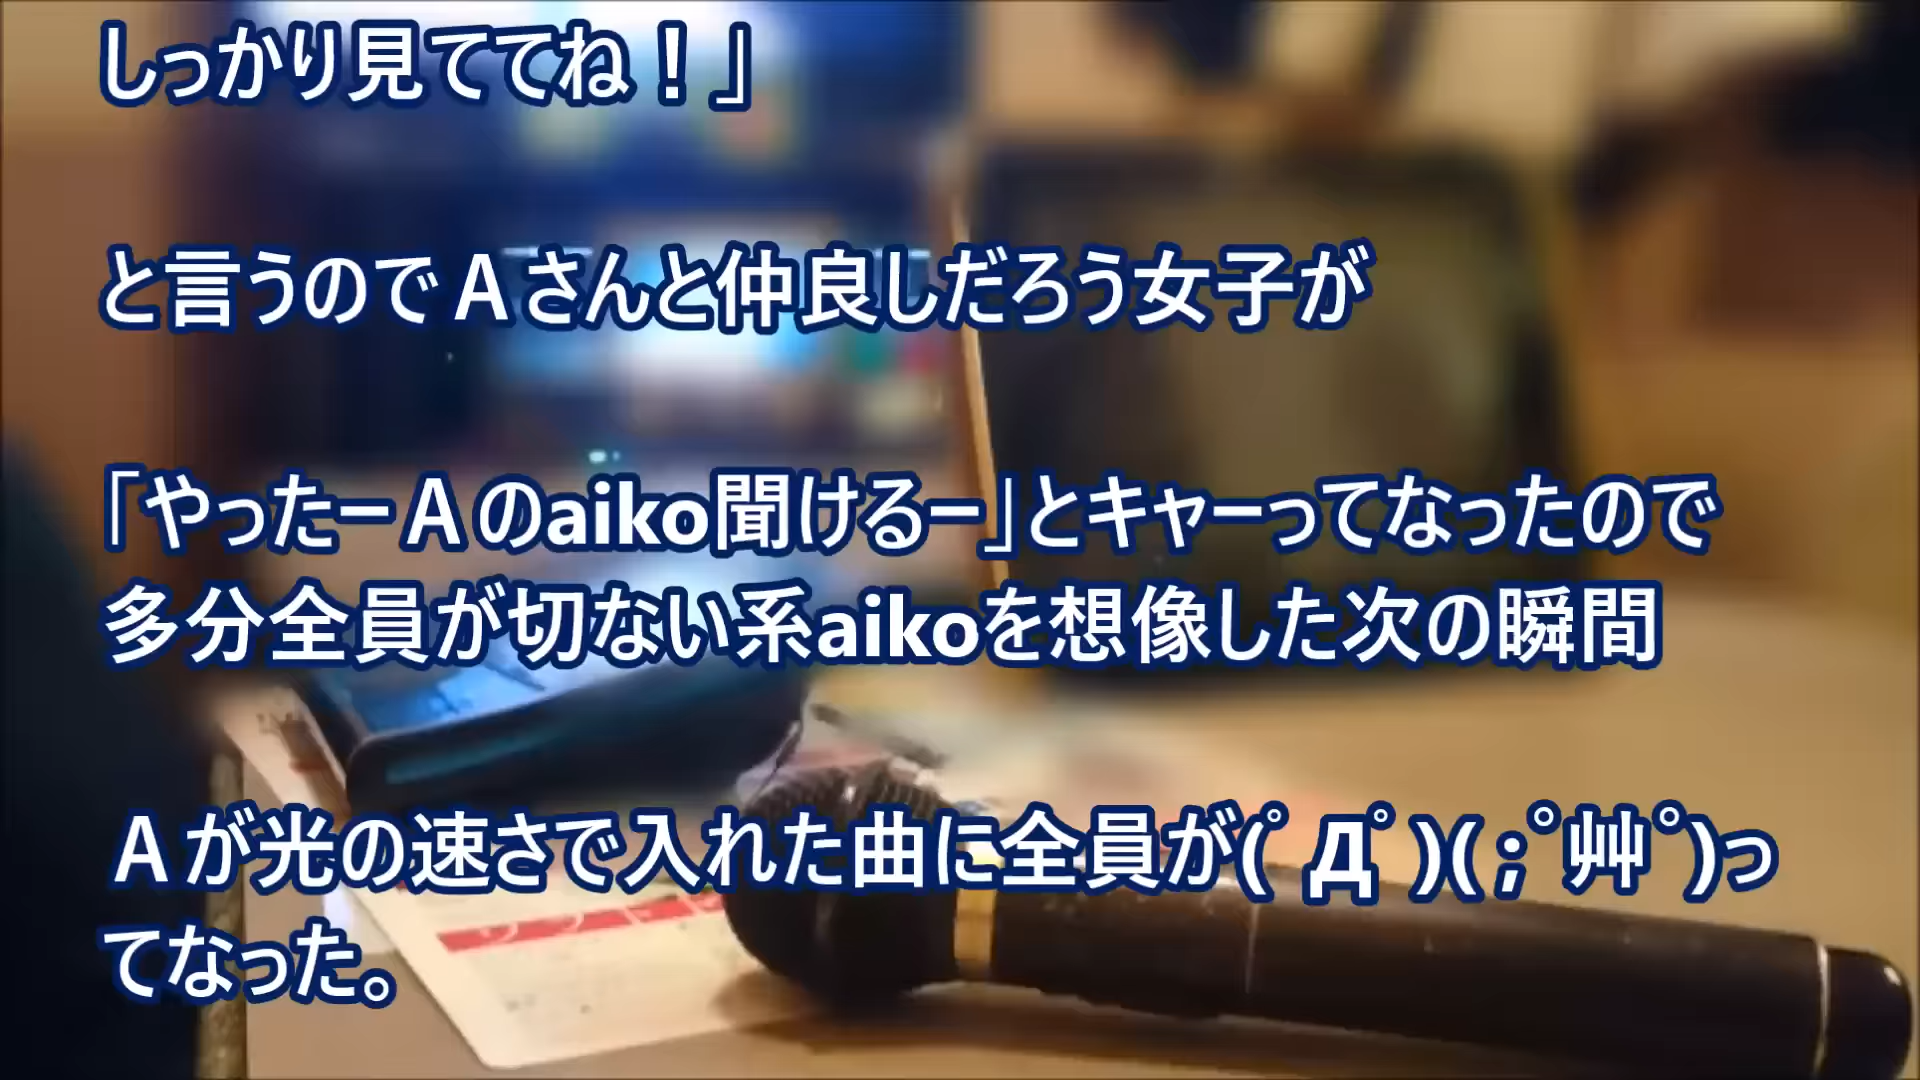 しっかり見ててね！」
と言うのでＡさんと仲良しだろう女子が
「やったーＡのaiko聞けるー」とキャーってなったので
多分全員が切ない系aikoを想像した次の瞬間
Ａが光の速さで入れた曲に全員が(ﾟДﾟ)(；ﾟ艸ﾟ)っ
てなった。